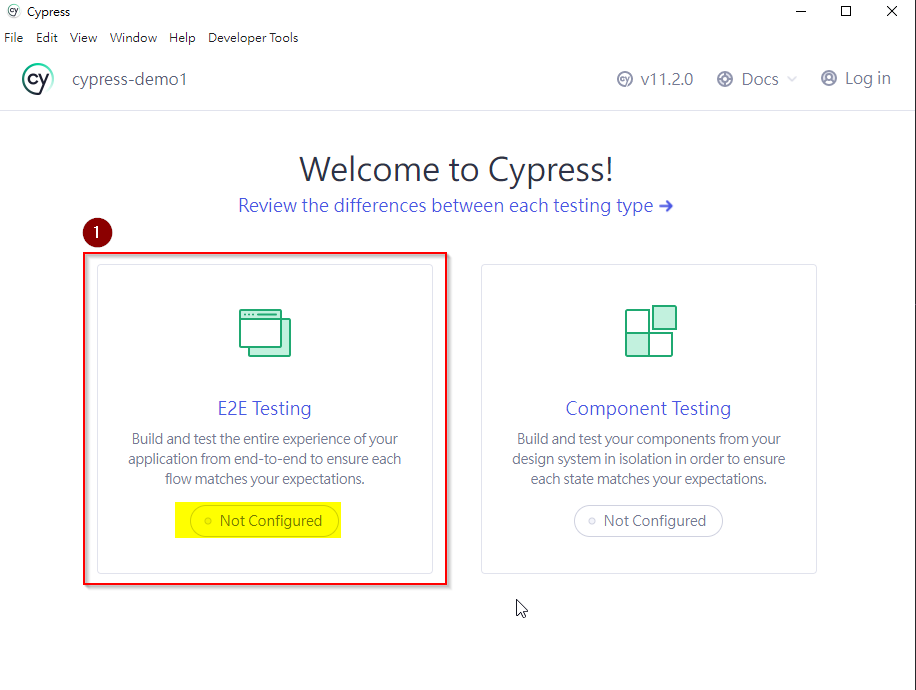 Cypress
File Edit View Window Help Developer Tools
cy cypress-demo1 cy v11.2.0 Docs Log in
Welcome to Cypress!
Review the differences between each testing type →
1
E2E Testing
Build and test the entire experience of your
application from end-to-end to ensure each
flow matches your expectations.
Not Configured
Component Testing
Build and test your components from your
design system in isolation in order to ensure
each state matches your expectations.
Not Configured